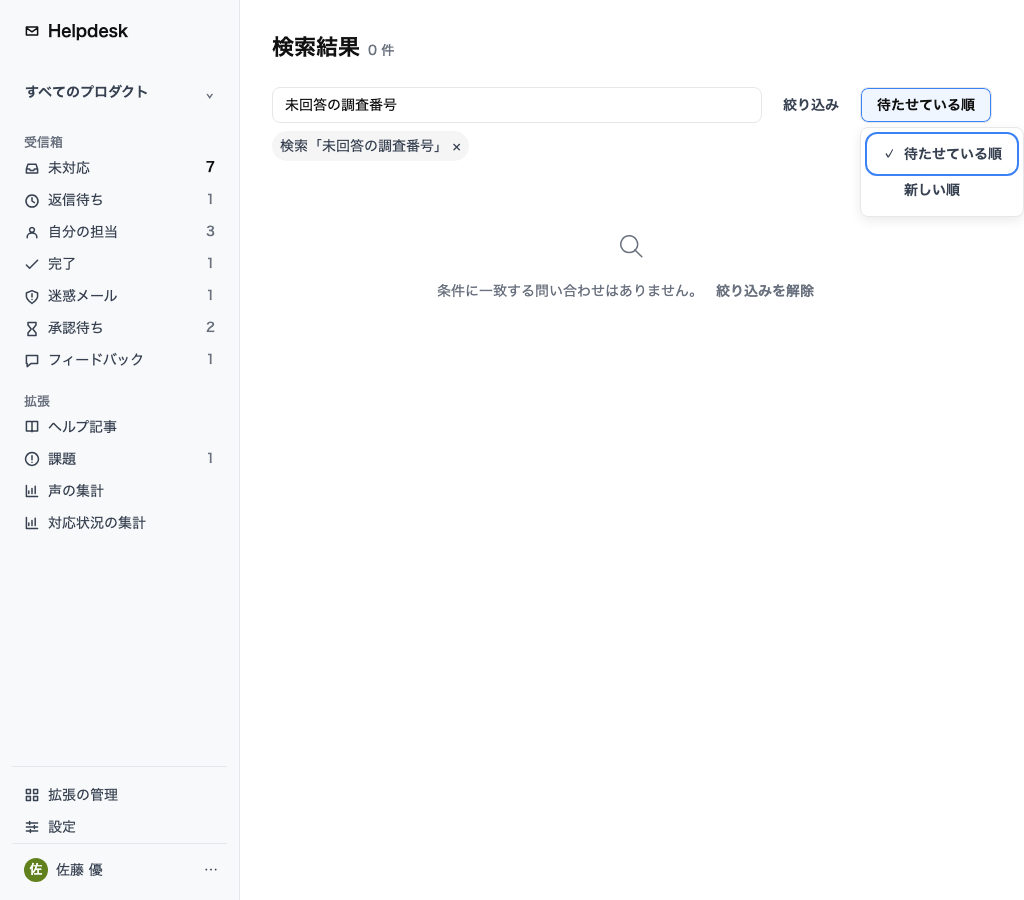 Helpdesk
すべてのプロダクト
受信箱
未対応 7
返信待ち 1
自分の担当 3
完了 1
迷惑メール 1
承認待ち 2
フィードバック 1
拡張
ヘルプ記事
課題 1
声の集計
対応状況の集計
拡張の管理
設定
佐 佐藤 優 …
検索結果 0 件
未回答の調査番号 絞り込み 待たせている順
検索「未回答の調査番号」 ×
✓ 待たせている順
新しい順
条件に一致する問い合わせはありません。 絞り込みを解除